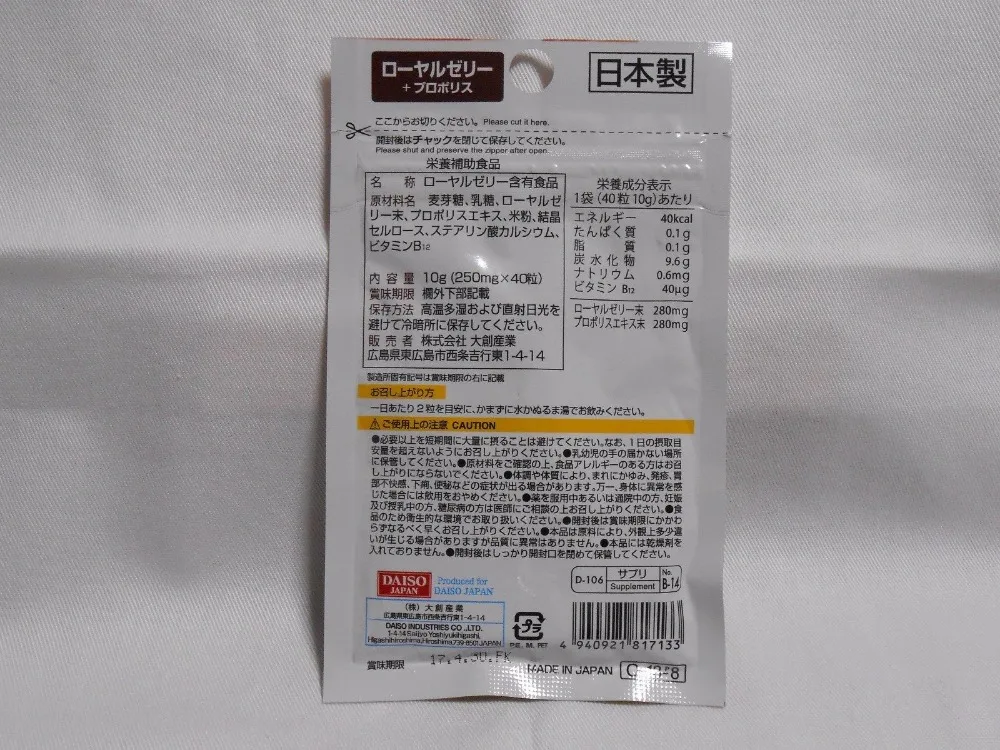 ローヤルゼリー
+ プロポリス
日本製
ここからお切りください。Please cut it here.
開封後はチャックを閉じて保存してください。
Please shut and preserve the zipper after open.
栄養補助食品
名 称 ローヤルゼリー含有食品
原材料名 麦芽糖、乳糖、ローヤルゼ
リー末、プロポリスエキス、米粉、結晶
セルロース、ステアリン酸カルシウム、
ビタミンB12
内 容 量 10g(250mg×40粒)
賞味期限 欄外下部記載
保存方法 高温多湿および直射日光を
避けて冷暗所に保存してください。
販 売 者 株式会社 大創産業
広島県東広島市西条吉行東1-4-14
栄養成分表示
1袋(40粒10g)あたり
エネルギー 40kcal
たんぱく質 0.1g
脂 質 0.1g
炭水化物 9.6g
ナトリウム 0.6mg
ビタミン B12 40μg
ローヤルゼリー末 280mg
プロポリスエキス末 280mg
製造所固有記号は賞味期限の右に記載
お召し上がり方
一日あたり2粒を目安に、かまずに水かぬるま湯でお飲みください。
⚠ご使用上の注意 CAUTION
●必要以上を短期間に大量に摂ることは避けてください。なお、1日の摂取目
安量を超えないようにお召し上がりください。●乳幼児の手の届かない場所
に保管してください。●原材料をご確認の上、食品アレルギーのある方はお召
し上がりにならないでください。●体調や体質により、まれにかゆみ、発疹、胃
部不快感、下痢、便秘などの症状が出る場合があります。万一、身体に異常を感
じた場合には飲用をおやめください。●薬を服用中あるいは通院中の方、妊娠
及び授乳中の方、糖尿病の方は医師にご相談の上お召し上がりください。●食
品のため衛生的な環境でお取り扱いください。●開封後は賞味期限にかかわ
らずなるべく早くお召し上がりください。●本品は原料により、外観上多少違
いが生じる場合がありますが品質に異常はありません。●本品には乾燥剤を
入れておりません。●開封後はしっかり開封口を閉めて保管してください。
DAISO
JAPAN
Produced for
DAISO JAPAN
D-106 サプリ
Supplement
No.
B-14
(株)大創産業
広島県東広島市西条吉行東1-4-14
DAISO INDUSTRIES CO.,LTD.
1-4-14 Saijyo Yoshiyukihigashi,
Higashihiroshima, Hiroshima, 739-8501 JAPAN
プラ
P.E, M, PET
4 940921 817133
賞味期限 17.4.30.FK
MADE IN JAPAN